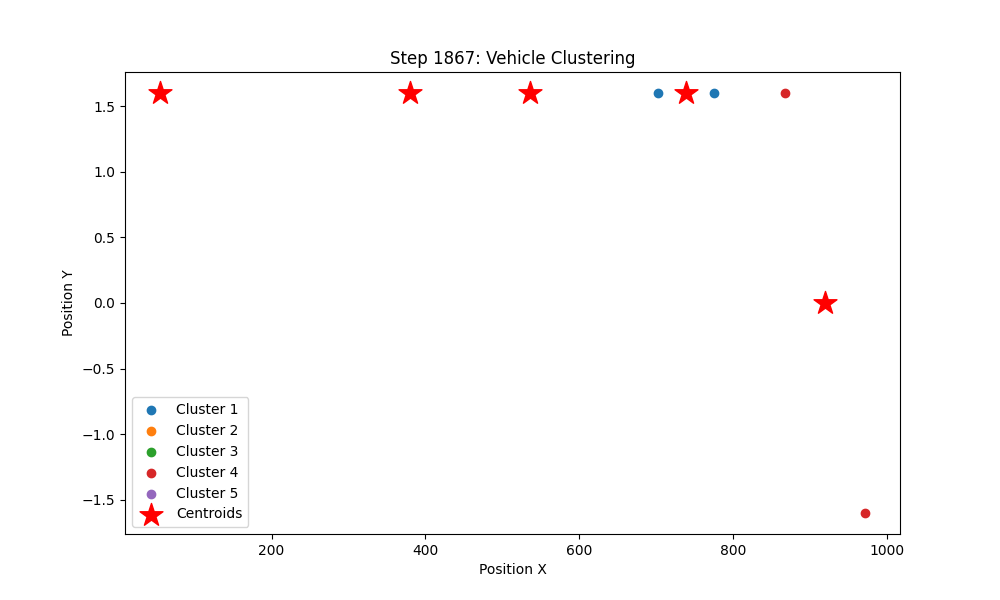 Step 1867: Vehicle Clustering
Position Y
1.5
1.0
0.5
0.0
−0.5
−1.0
−1.5
Cluster 1
Cluster 2
Cluster 3
Cluster 4
Cluster 5
Centroids
200
400
600
800
1000
Position X